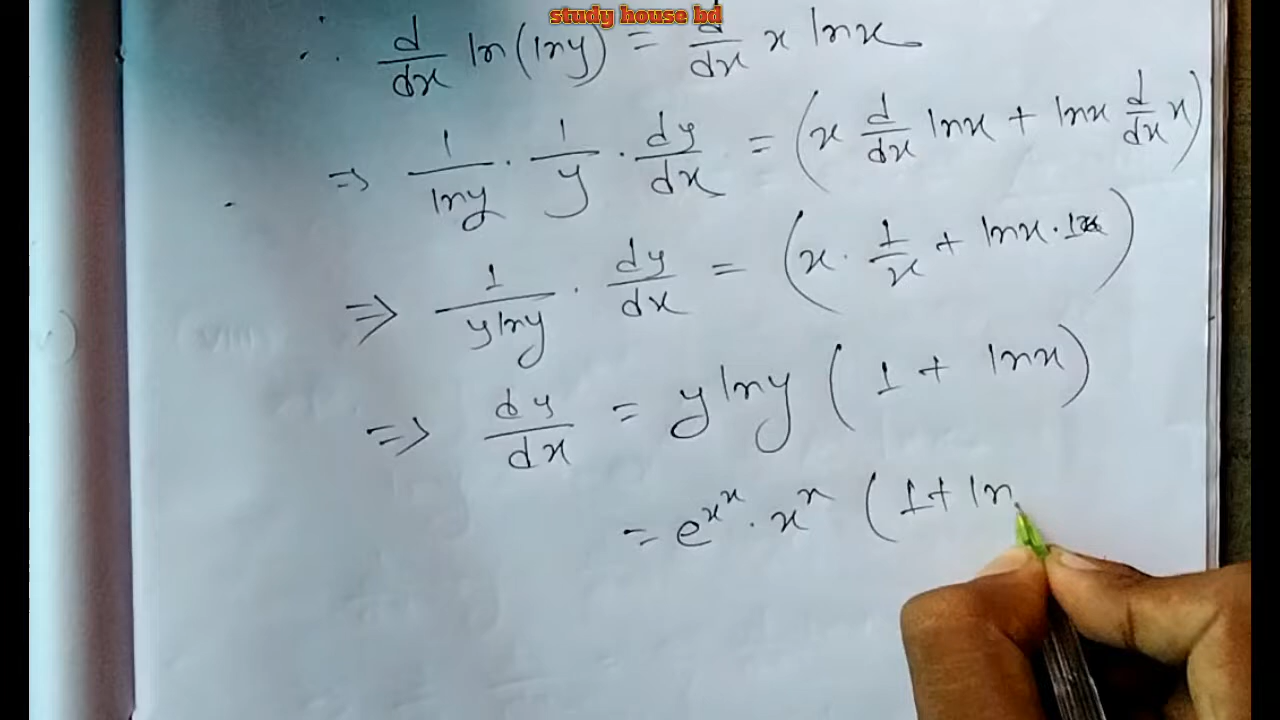 study house bd
∴ d/dx ln(lny) = d/dx x lnx
⇒ 1/lny · 1/y · dy/dx = (x d/dx lnx + lnx d/dx x)
⇒ 1/ylny · dy/dx = (x · 1/x + lnx · 1)
⇒ dy/dx = y lny (1 + lnx)
= e^x^x · x^x (1 + ln